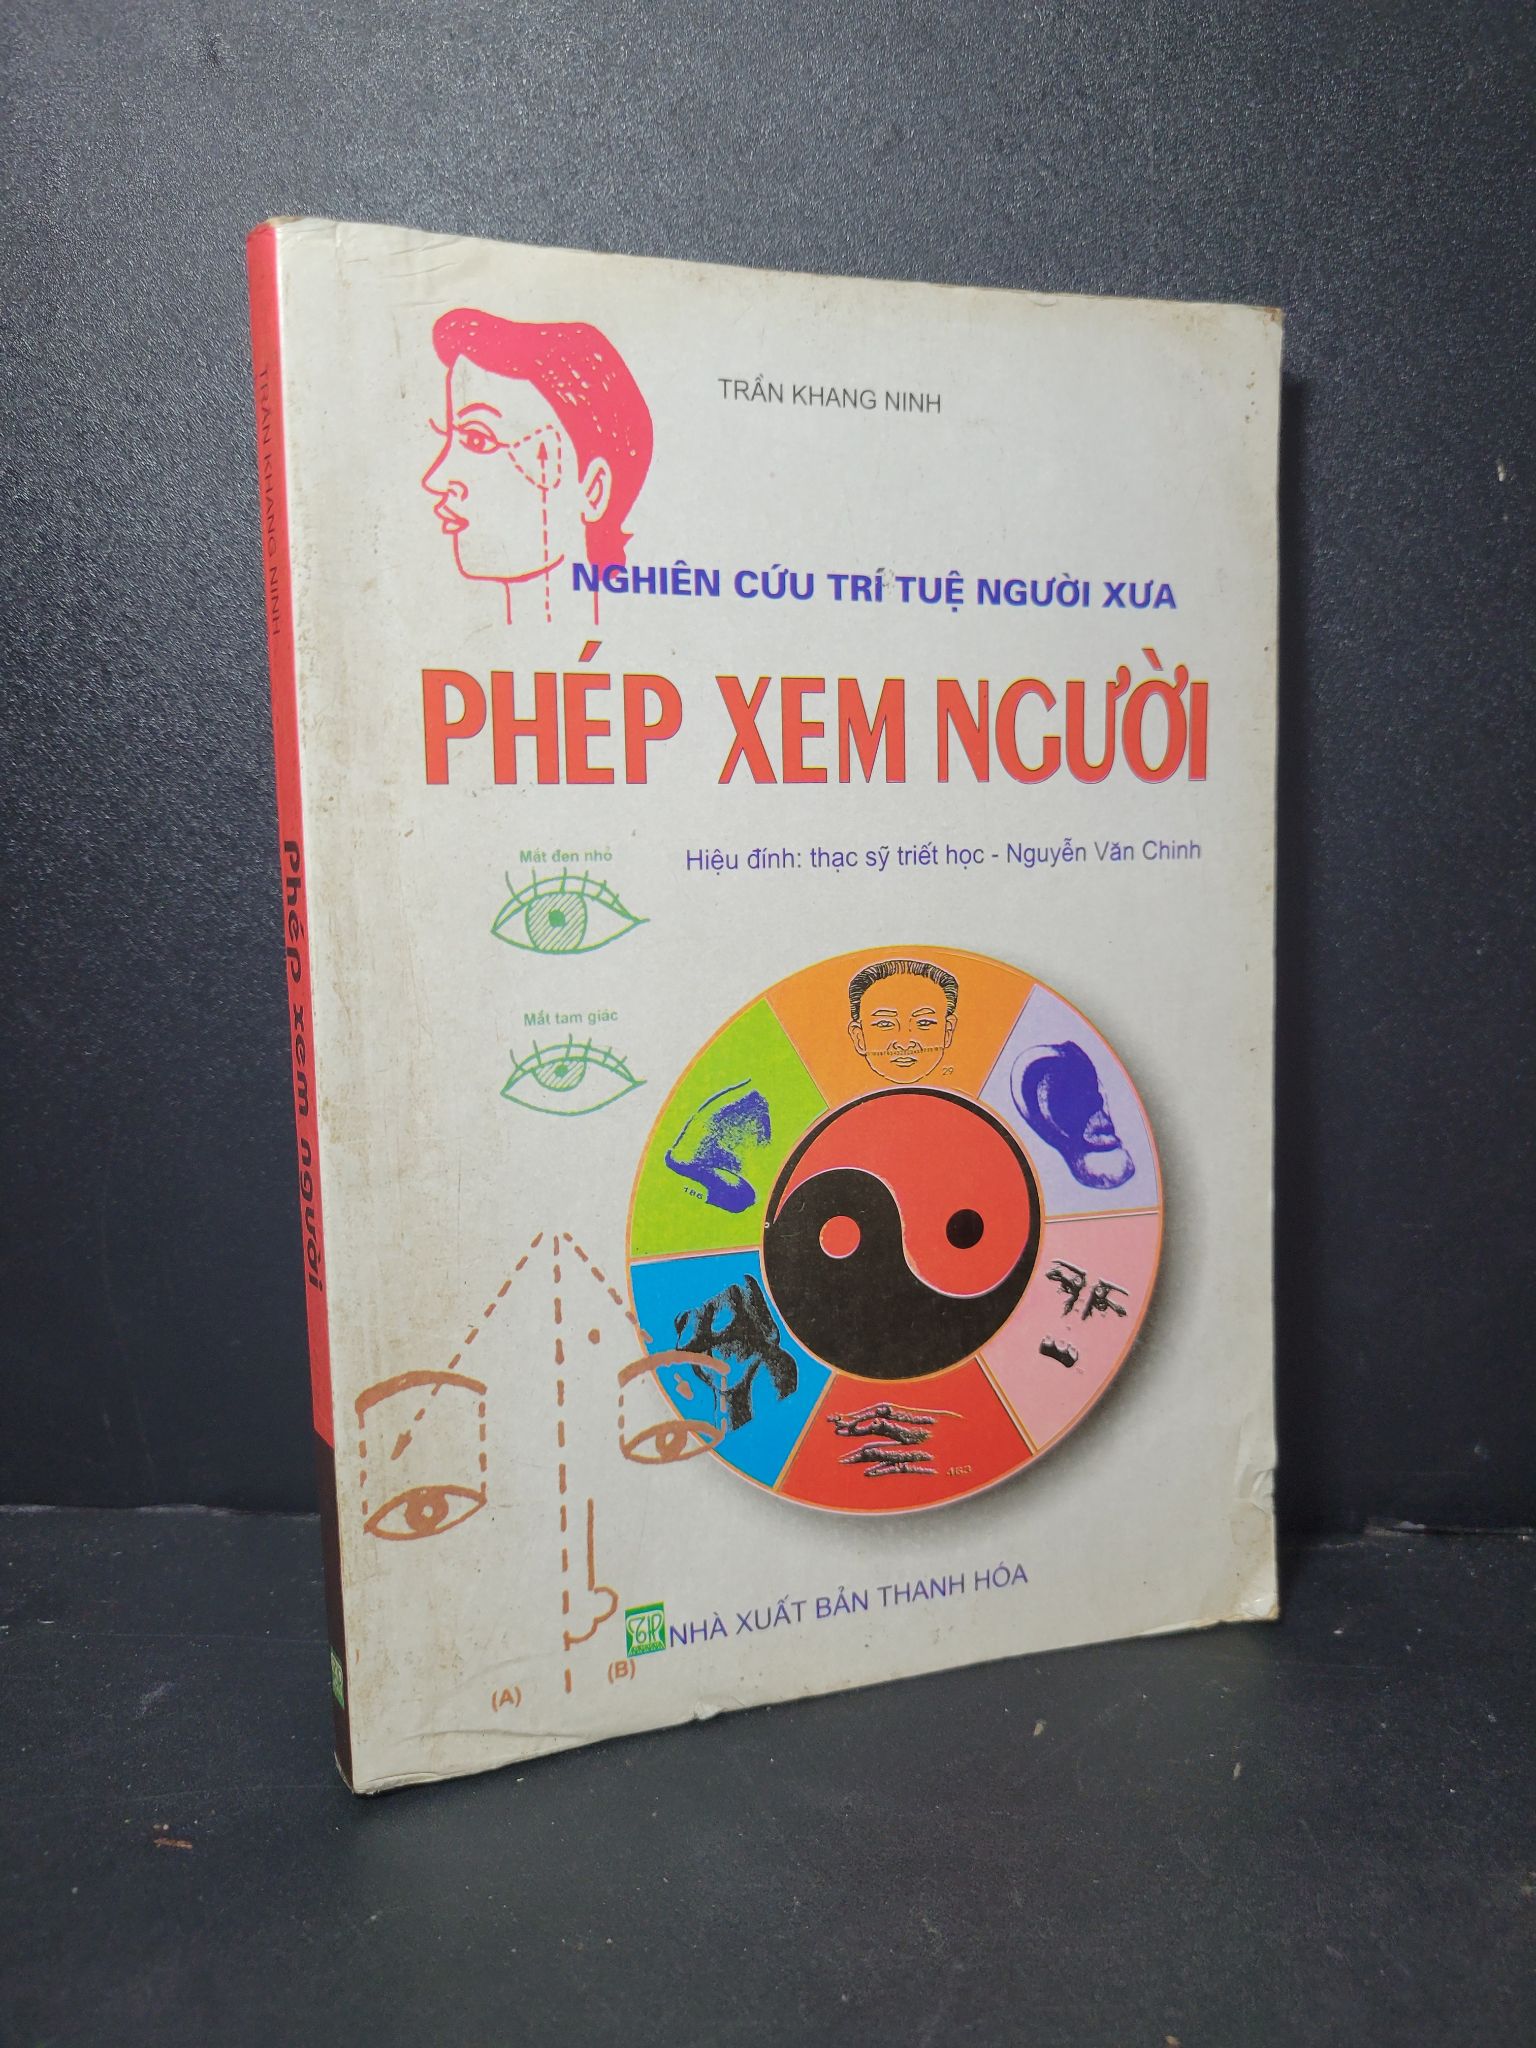 TRẦN KHANG NINH
NGHIÊN CỨU TRÍ TUỆ NGƯỜI XƯA
PHÉP XEM NGƯỜI
Hiệu đính: thạc sỹ triết học - Nguyễn Văn Chinh
Mắt đen nhỏ
Mắt tam giác
29
186
463
(A)
(B)
NHÀ XUẤT BẢN THANH HÓA
TRẦN KHANG NINH
Phép xem người